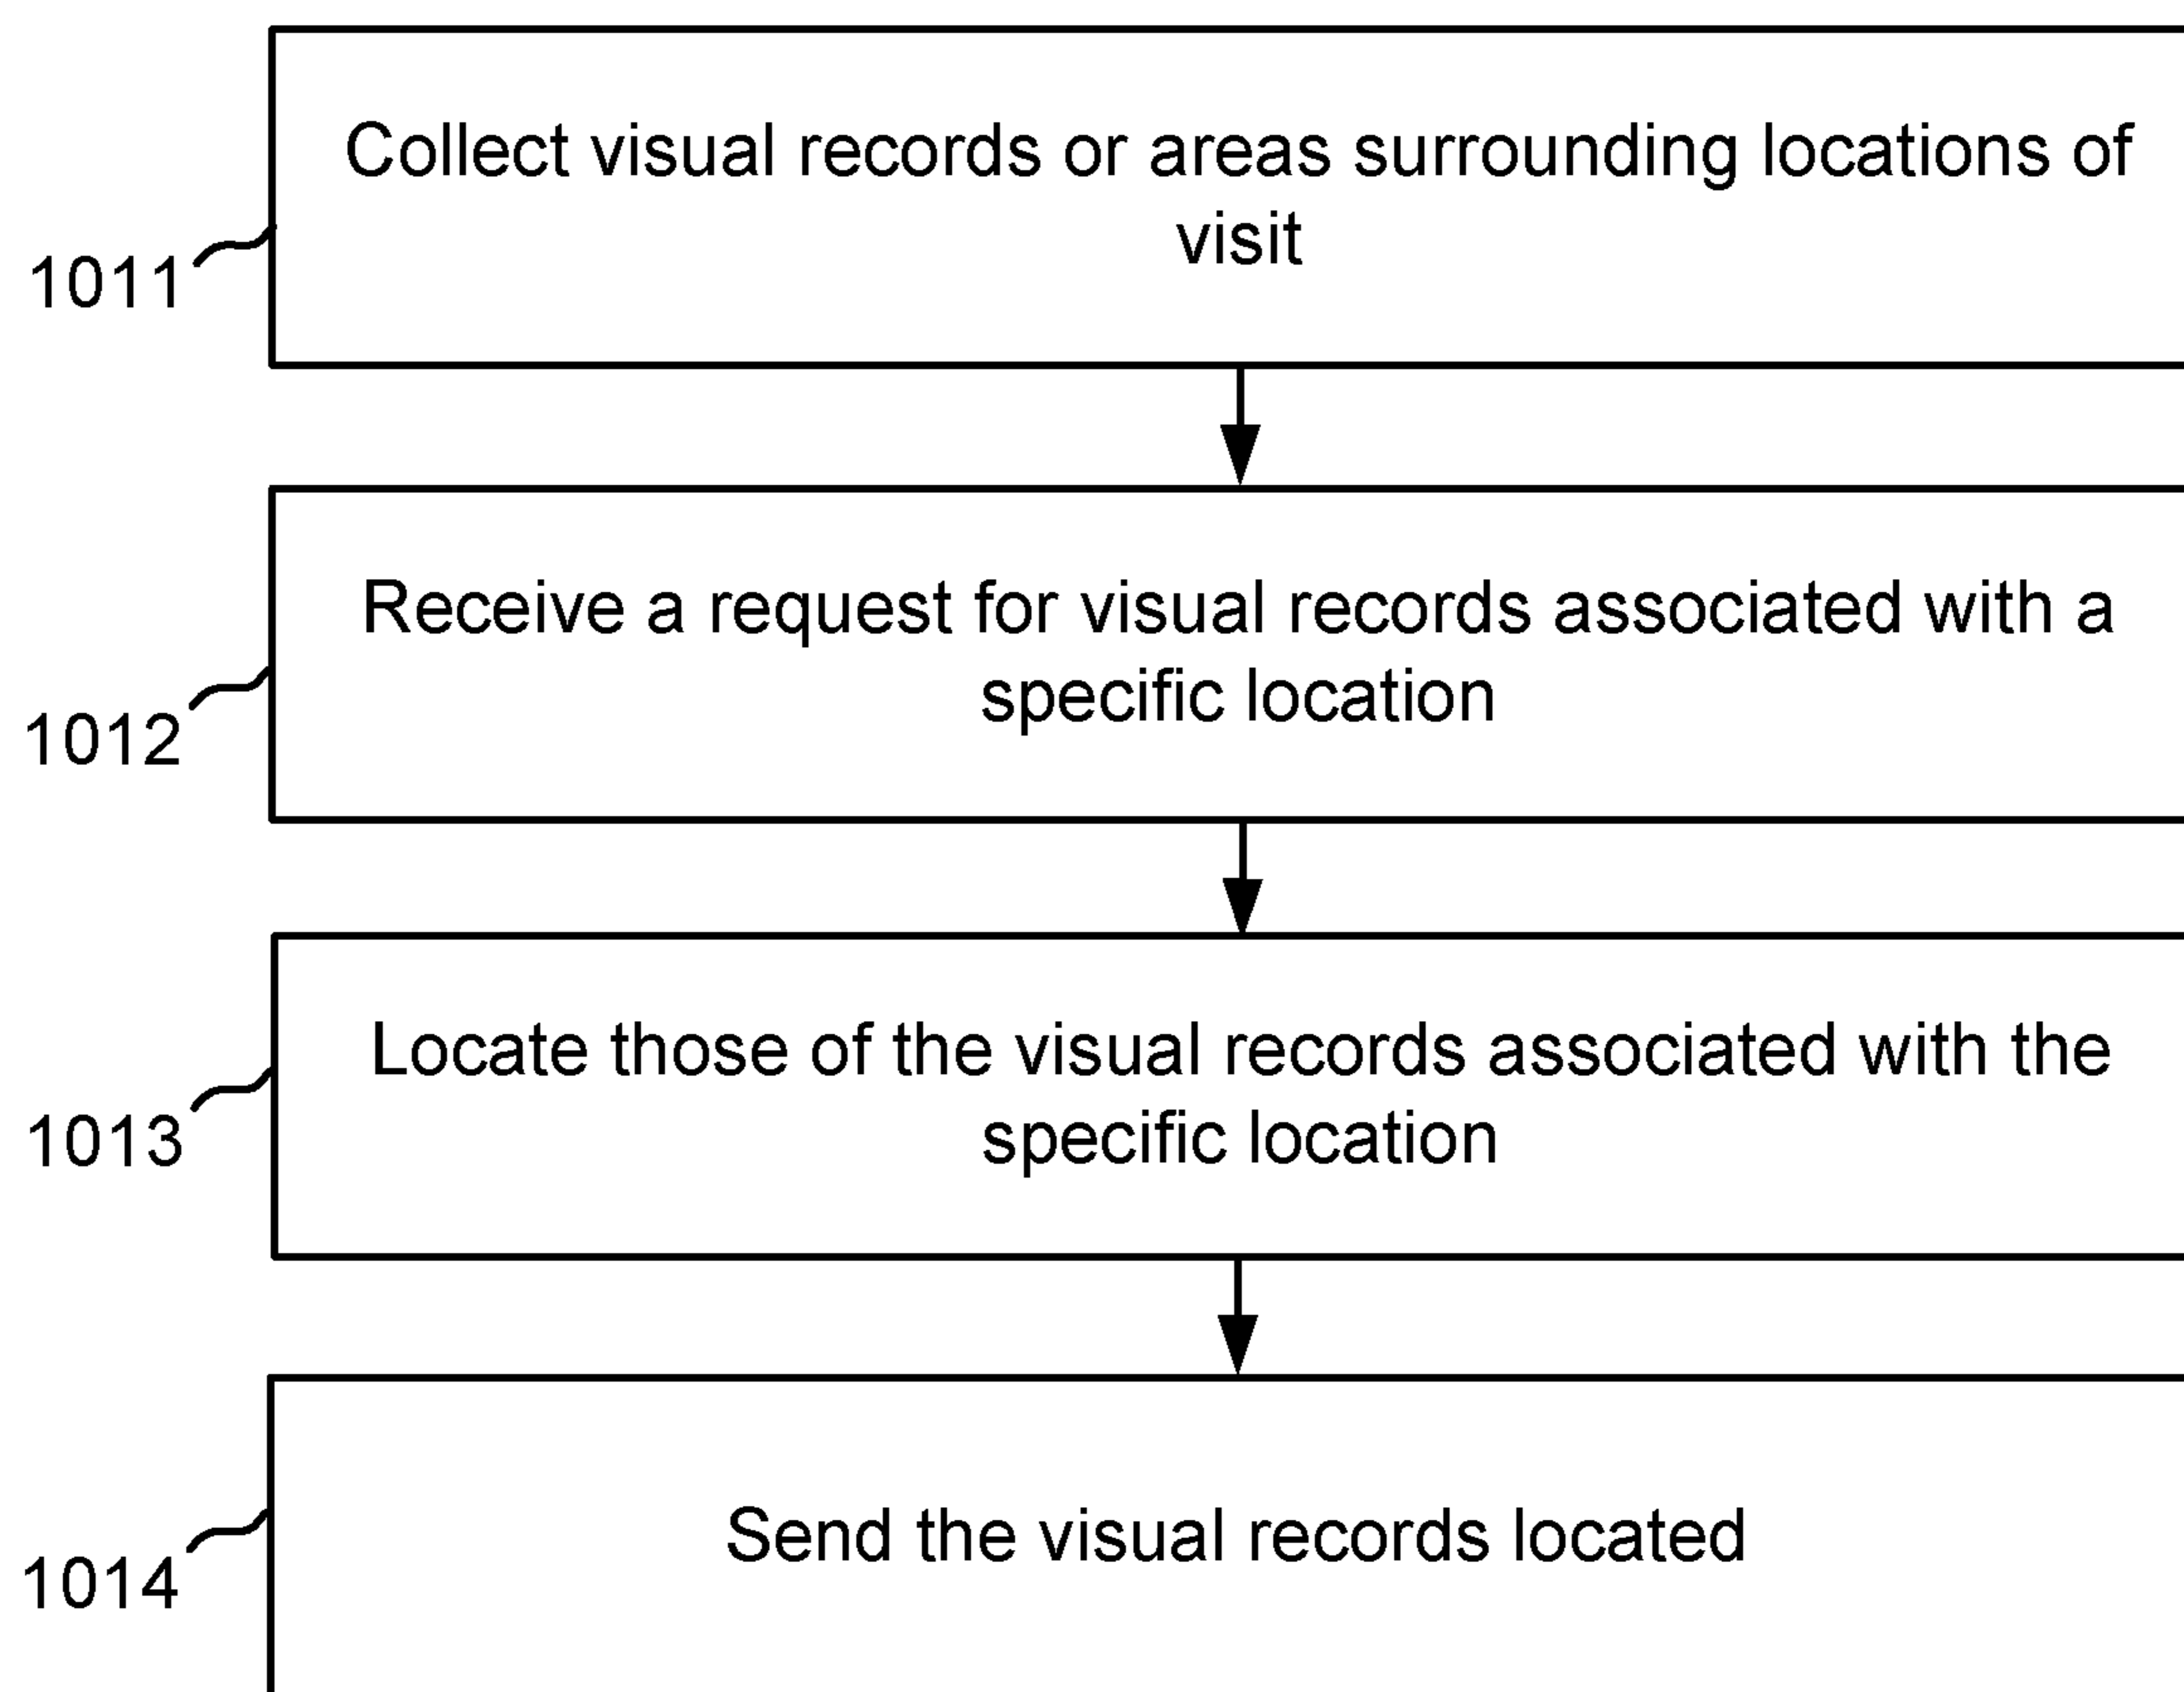 Collect visual records or areas surrounding locations of
visit
1011
Receive a request for visual records associated with a
specific location
1012
Locate those of the visual records associated with the
specific location
1013
Send the visual records located
1014